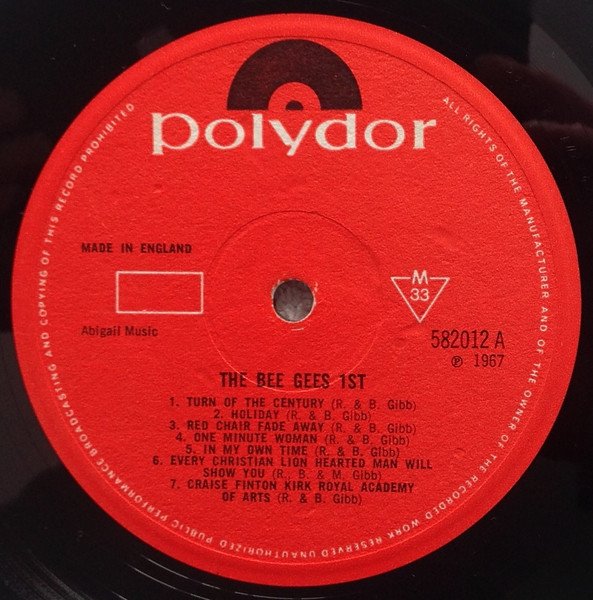 polydor
MADE IN ENGLAND
Abigail Music
M
33
582012 A
℗ 1967
THE BEE GEES 1ST
1. TURN OF THE CENTURY (R. & B. Gibb)
2. HOLIDAY (R. & B. Gibb)
3. RED CHAIR FADE AWAY (R. & B. Gibb)
4. ONE MINUTE WOMAN (R. & B. Gibb)
5. IN MY OWN TIME (R. & B. Gibb)
6. EVERY CHRISTIAN LION HEARTED MAN WILL
SHOW YOU (R., B. & M. Gibb)
7. CRAISE FINTON KIRK ROYAL ACADEMY
OF ARTS (R. & B. Gibb)
ALL RIGHTS OF THE MANUFACTURER AND OF THE OWNER OF THE RECORDED WORK RESERVED UNAUTHORIZED PUBLIC PERFORMANCE BROADCASTING AND COPYING OF THIS RECORD PROHIBITED